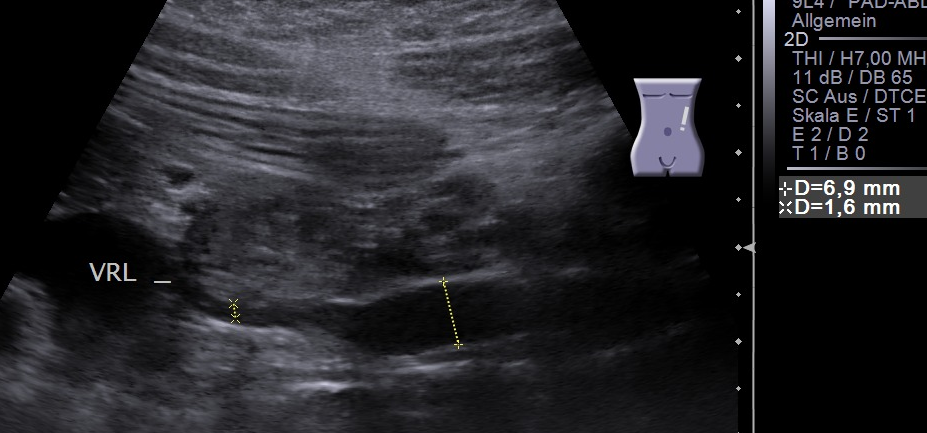 9L4 / PAD-ABD
Allgemein
2D
THI / H7,00 MH
11 dB / DB 65
SC Aus / DTCE
Skala E / ST 1
E 2 / D 2
T 1 / B 0
D=6,9 mm
D=1,6 mm
VRL